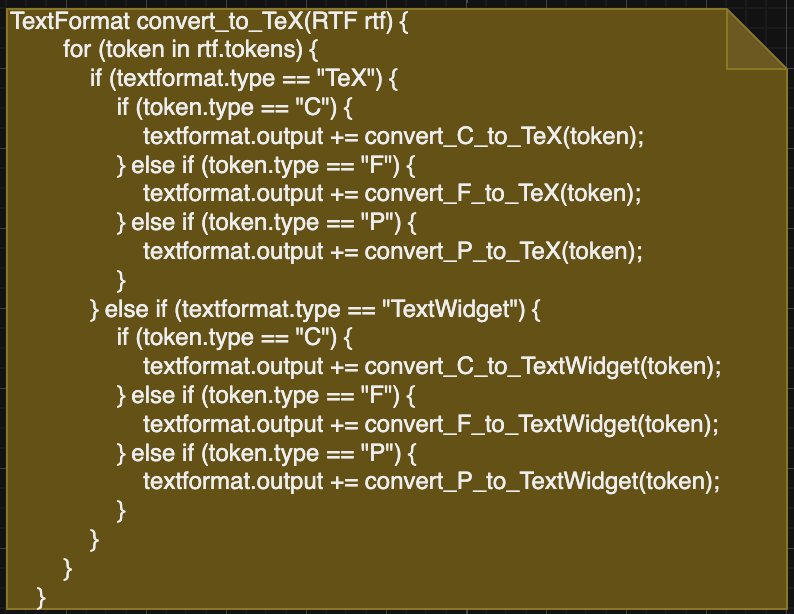 TextFormat convert_to_TeX(RTF rtf) {
for (token in rtf.tokens) {
if (textformat.type == "TeX") {
if (token.type == "C") {
textformat.output += convert_C_to_TeX(token);
} else if (token.type == "F") {
textformat.output += convert_F_to_TeX(token);
} else if (token.type == "P") {
textformat.output += convert_P_to_TeX(token);
}
} else if (textformat.type == "TextWidget") {
if (token.type == "C") {
textformat.output += convert_C_to_TextWidget(token);
} else if (token.type == "F") {
textformat.output += convert_F_to_TextWidget(token);
} else if (token.type == "P") {
textformat.output += convert_P_to_TextWidget(token);
}
}
}
}